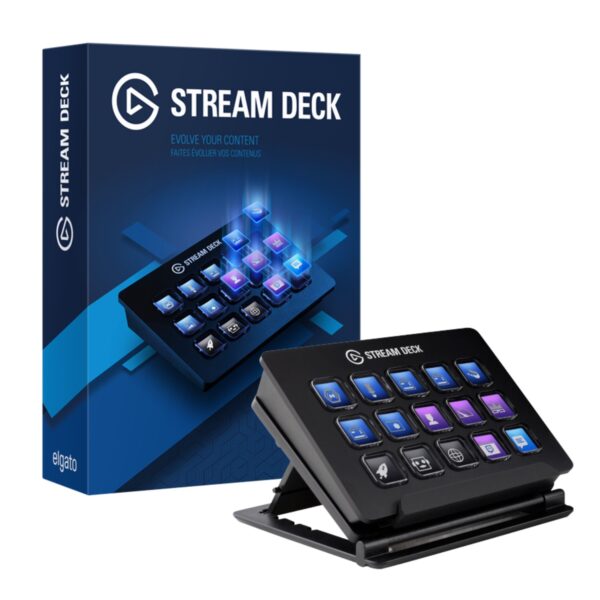 STREAM DECK
STREAM DECK
EVOLVE YOUR CONTENT
FAITES ÉVOLUER VOS CONTENUS
STREAM DECK
elgato
STREAM DECK